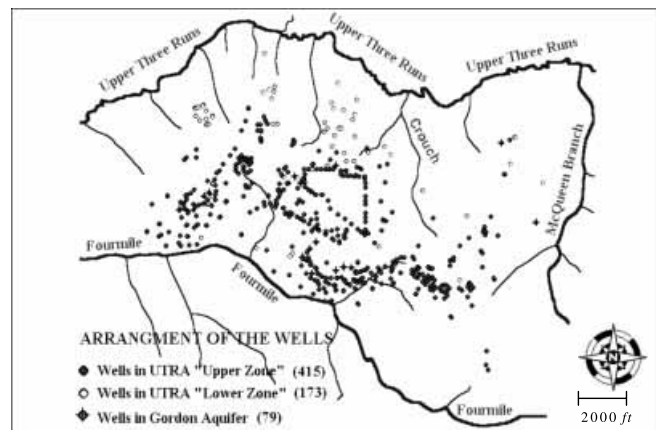 Upper Three Runs
Upper Three Runs
Upper Three Runs
Crouch
McQueen Branch
Fourmile
Fourmile
ARRANGMENT OF THE WELLS
Wells in UTRA "Upper Zone" (415)
Wells in UTRA "Lower Zone" (173)
Wells in Gordon Aquifer (79)
Fourmile
2000 ft